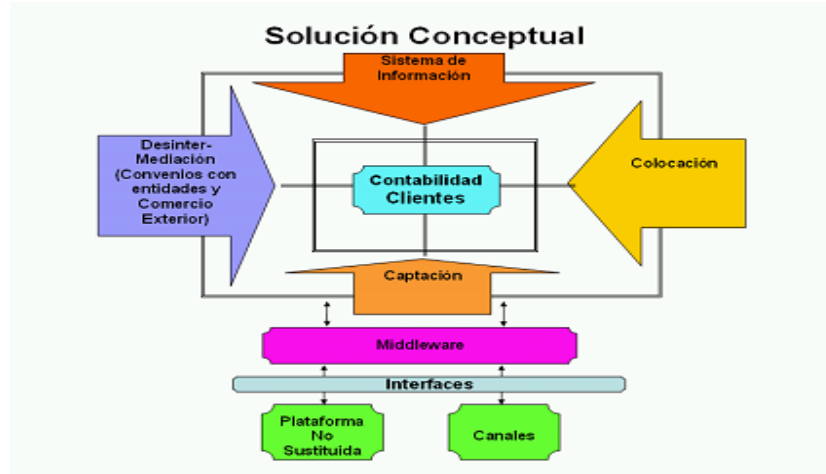 Solución Conceptual
Sistema de
Información
Desinter-
Mediación
(Convenios con
entidades y
Comercio
Exterior)
Contabilidad
Clientes
Colocación
Captación
Middleware
Interfaces
Plataforma
No
Sustituida
Canales